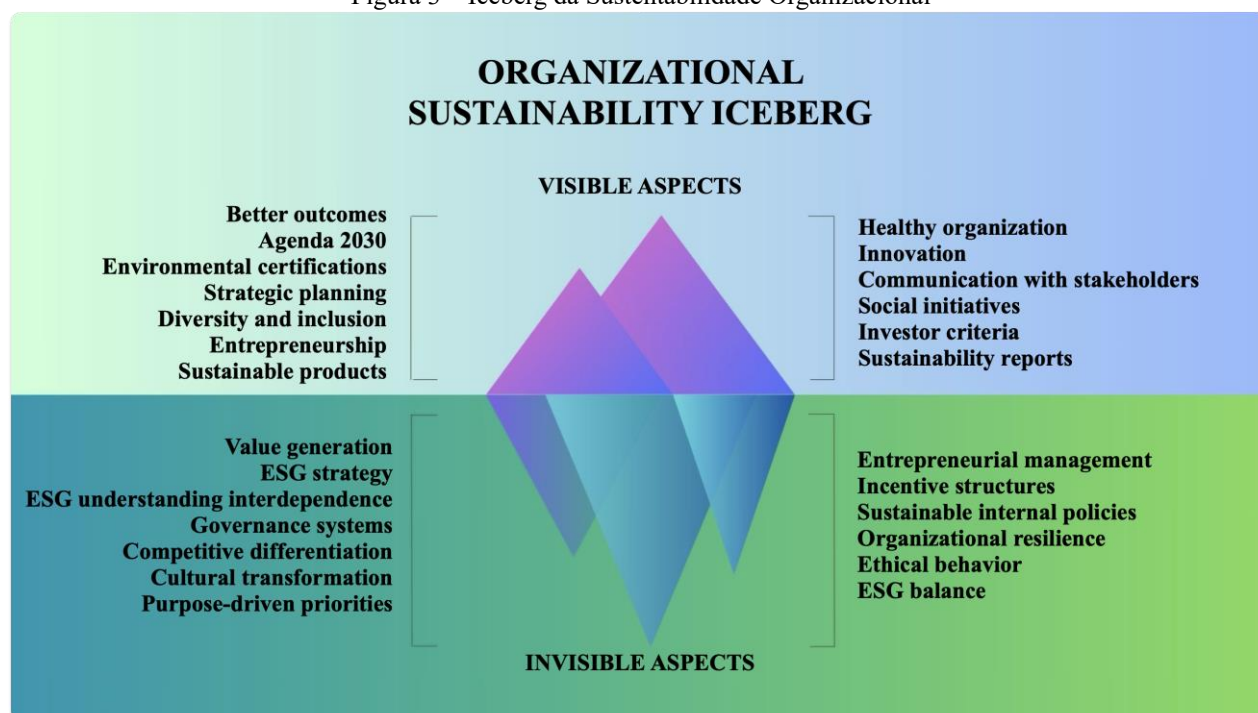 Figura 3 – Iceberg da Sustentabilidade Organizacional
ORGANIZATIONAL
SUSTAINABILITY ICEBERG
VISIBLE ASPECTS
Better outcomes
Agenda 2030
Environmental certifications
Strategic planning
Diversity and inclusion
Entrepreneurship
Sustainable products
Healthy organization
Innovation
Communication with stakeholders
Social initiatives
Investor criteria
Sustainability reports
Value generation
ESG strategy
ESG understanding interdependence
Governance systems
Competitive differentiation
Cultural transformation
Purpose-driven priorities
Entrepreneurial management
Incentive structures
Sustainable internal policies
Organizational resilience
Ethical behavior
ESG balance
INVISIBLE ASPECTS